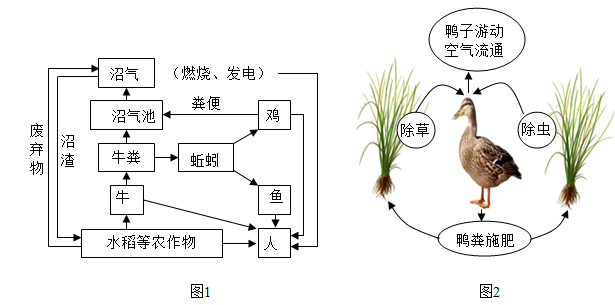 沼气
（燃烧、发电）
沼气池
粪便
鸡
废弃物
沼渣
牛粪
蚯蚓
牛
鱼
水稻等农作物
人
图1
鸭子游动
空气流通
除草
除虫
鸭粪施肥
图2